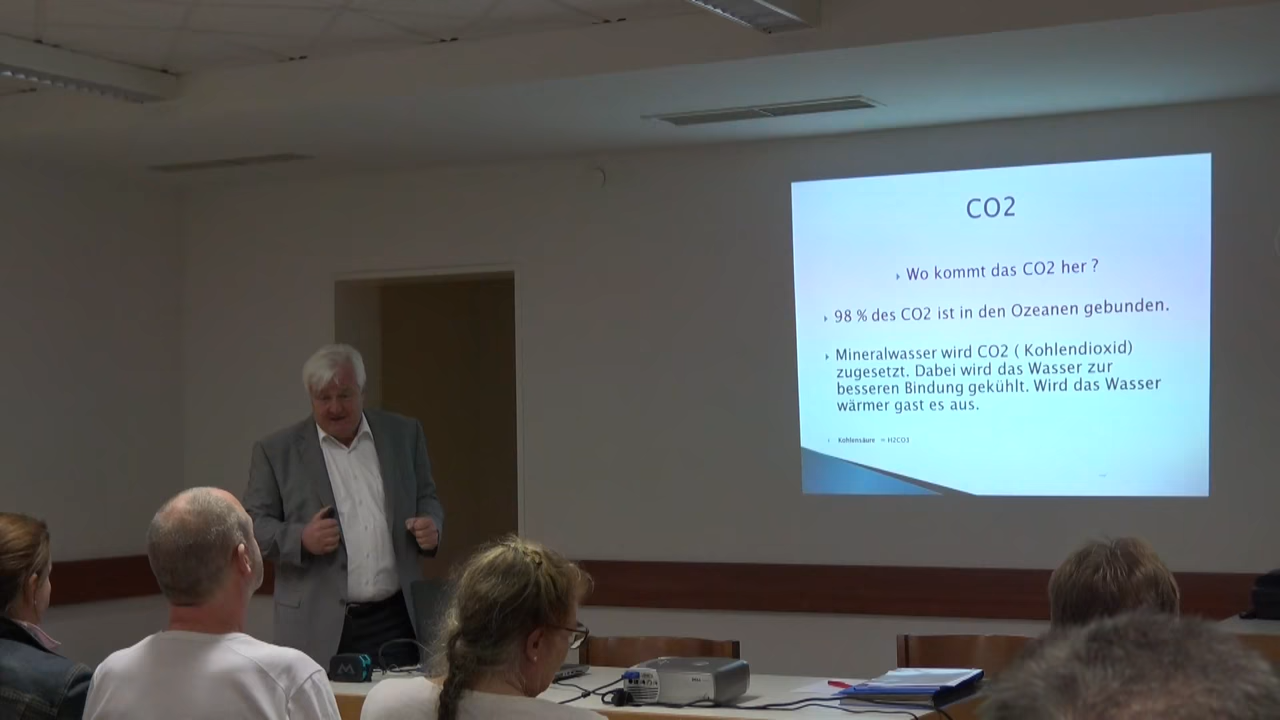 CO2
Wo kommt das CO2 her ?
98 % des CO2 ist in den Ozeanen gebunden.
Mineralwasser wird CO2 ( Kohlendioxid)
zugesetzt. Dabei wird das Wasser zur
besseren Bindung gekühlt. Wird das Wasser
wärmer gast es aus.
Kohlensäure = H2CO3